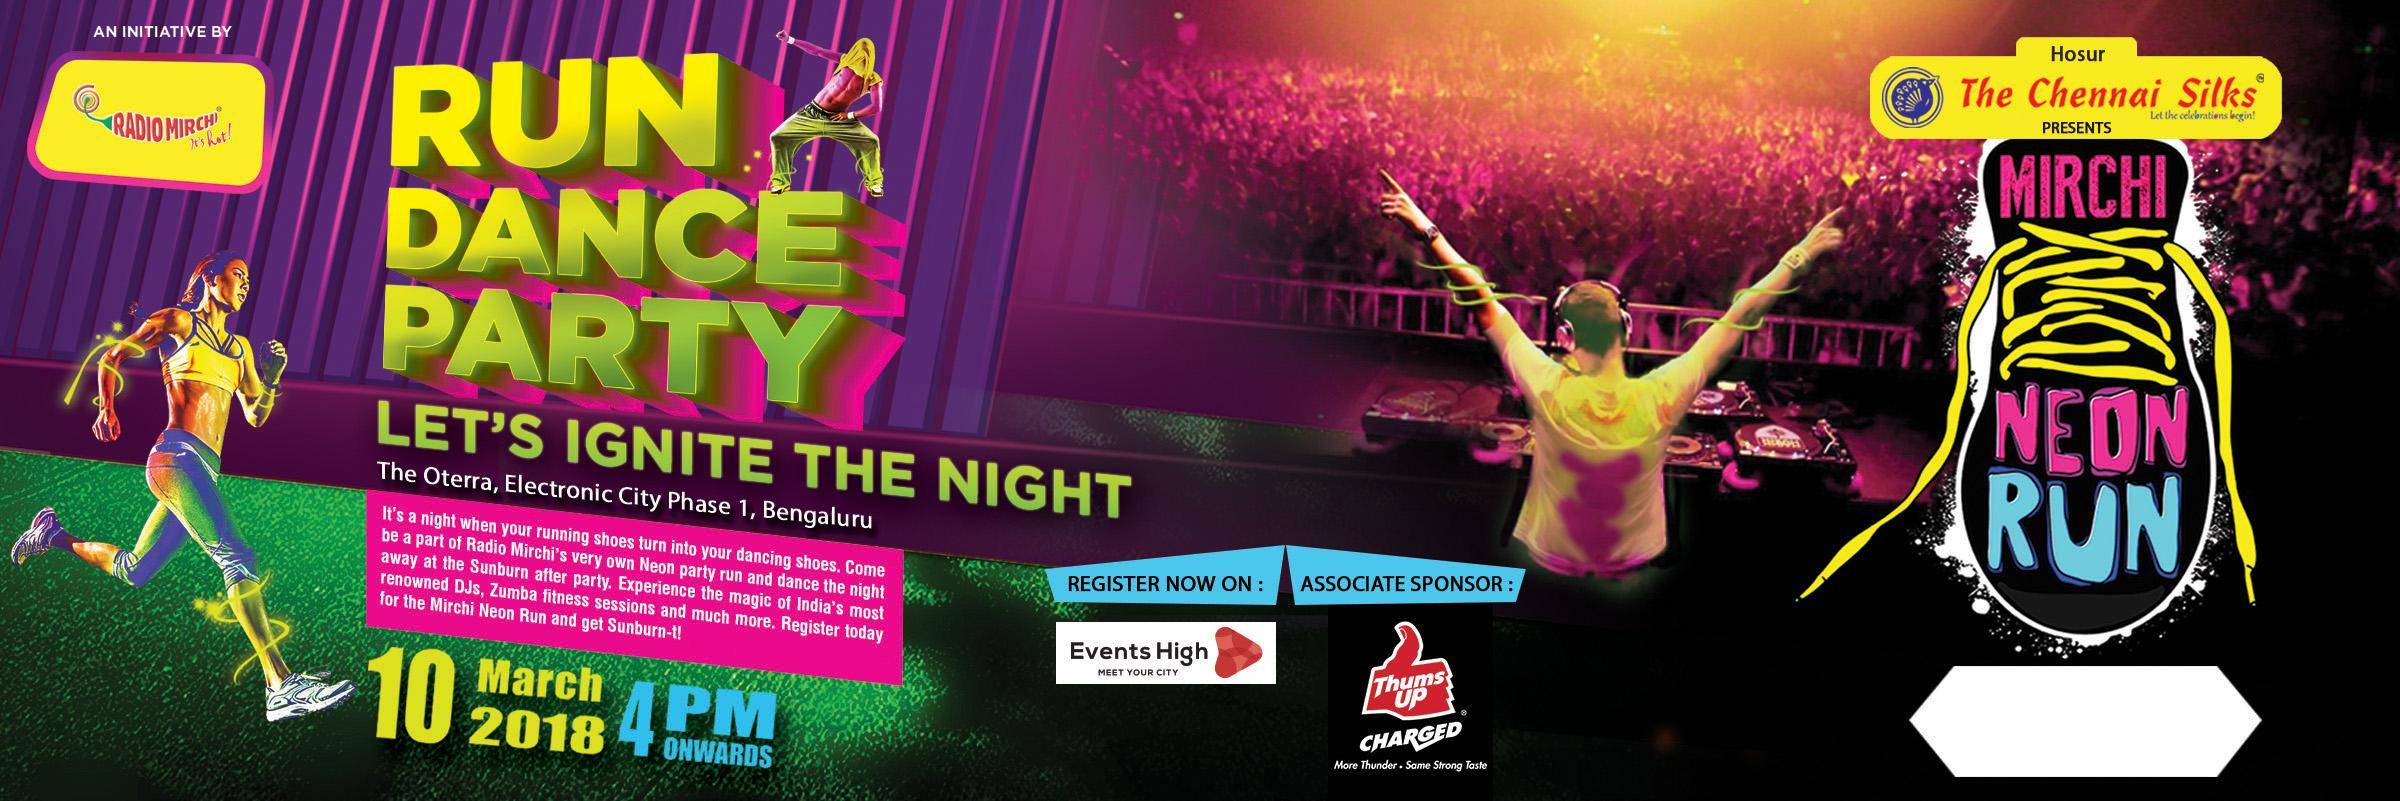 AN INITIATIVE BY
RADIO MIRCHI
It's hot!
RUN
DANCE
PARTY
LET'S IGNITE THE NIGHT
The Oterra, Electronic City Phase 1, Bengaluru
It's a night when your running shoes turn into your dancing shoes. Come
be a part of Radio Mirchi's very own Neon party run and dance the night
away at the Sunburn after party. Experience the magic of India's most
renowned DJs, Zumba fitness sessions and much more. Register today
for the Mirchi Neon Run and get Sunburn-t!
10 March 2018 4 PM ONWARDS
REGISTER NOW ON :
Events High
MEET YOUR CITY
ASSOCIATE SPONSOR :
Thums
UP
CHARGED
More Thunder • Same Strong Taste
Hosur
The Chennai Silks™
Let the celebrations begin!
PRESENTS
MIRCHI
NEON
RUN